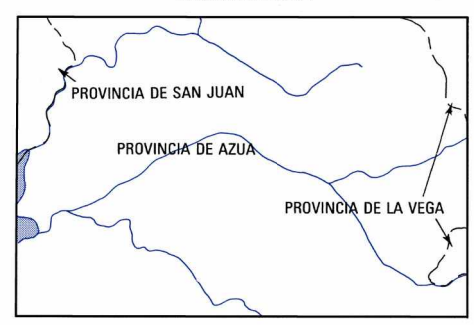 PROVINCIA DE SAN JUAN
PROVINCIA DE AZUA
PROVINCIA DE LA VEGA